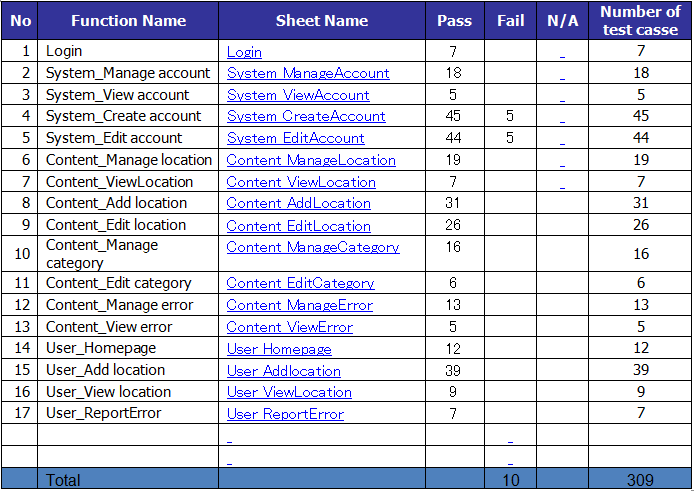 No Function Name Sheet Name Pass Fail N/A Number of test casse
1 Login Login 7 _ 7
2 System_Manage account System ManageAccount 18 _ 18
3 System_View account System ViewAccount 5 _ 5
4 System_Create account System CreateAccount 45 5 _ 45
5 System_Edit account System EditAccount 44 5 _ 44
6 Content_Manage location Content ManageLocation 19 _ 19
7 Content_ViewLocation Content ViewLocation 7 _ 7
8 Content_Add location Content AddLocation 31 31
9 Content_Edit location Content EditLocation 26 26
10 Content_Manage category Content ManageCategory 16 16
11 Content_Edit category Content EditCategory 6 6
12 Content_Manage error Content ManageError 13 13
13 Content_View error Content ViewError 5 5
14 User_Homepage User Homepage 12 12
15 User_Add location User Addlocation 39 39
16 User_View location User ViewLocation 9 9
17 User_ReportError User ReportError 7 7
_ _
_ _
Total 10 309